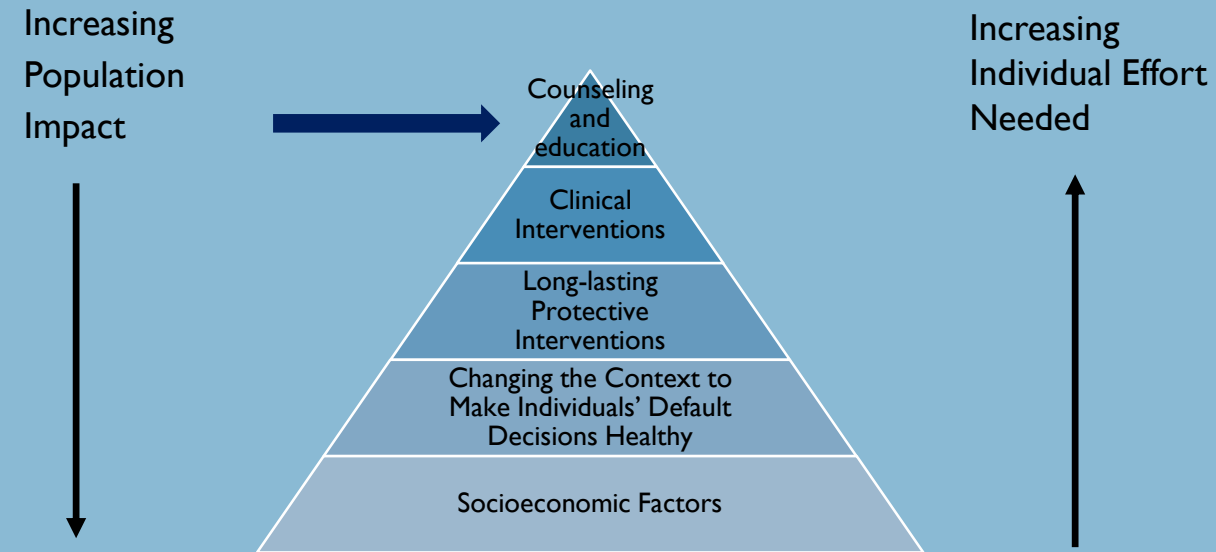 Increasing
Population
Impact
Increasing
Individual Effort
Needed
Counseling
and
education
Clinical
Interventions
Long-lasting
Protective
Interventions
Changing the Context to
Make Individuals’ Default
Decisions Healthy
Socioeconomic Factors